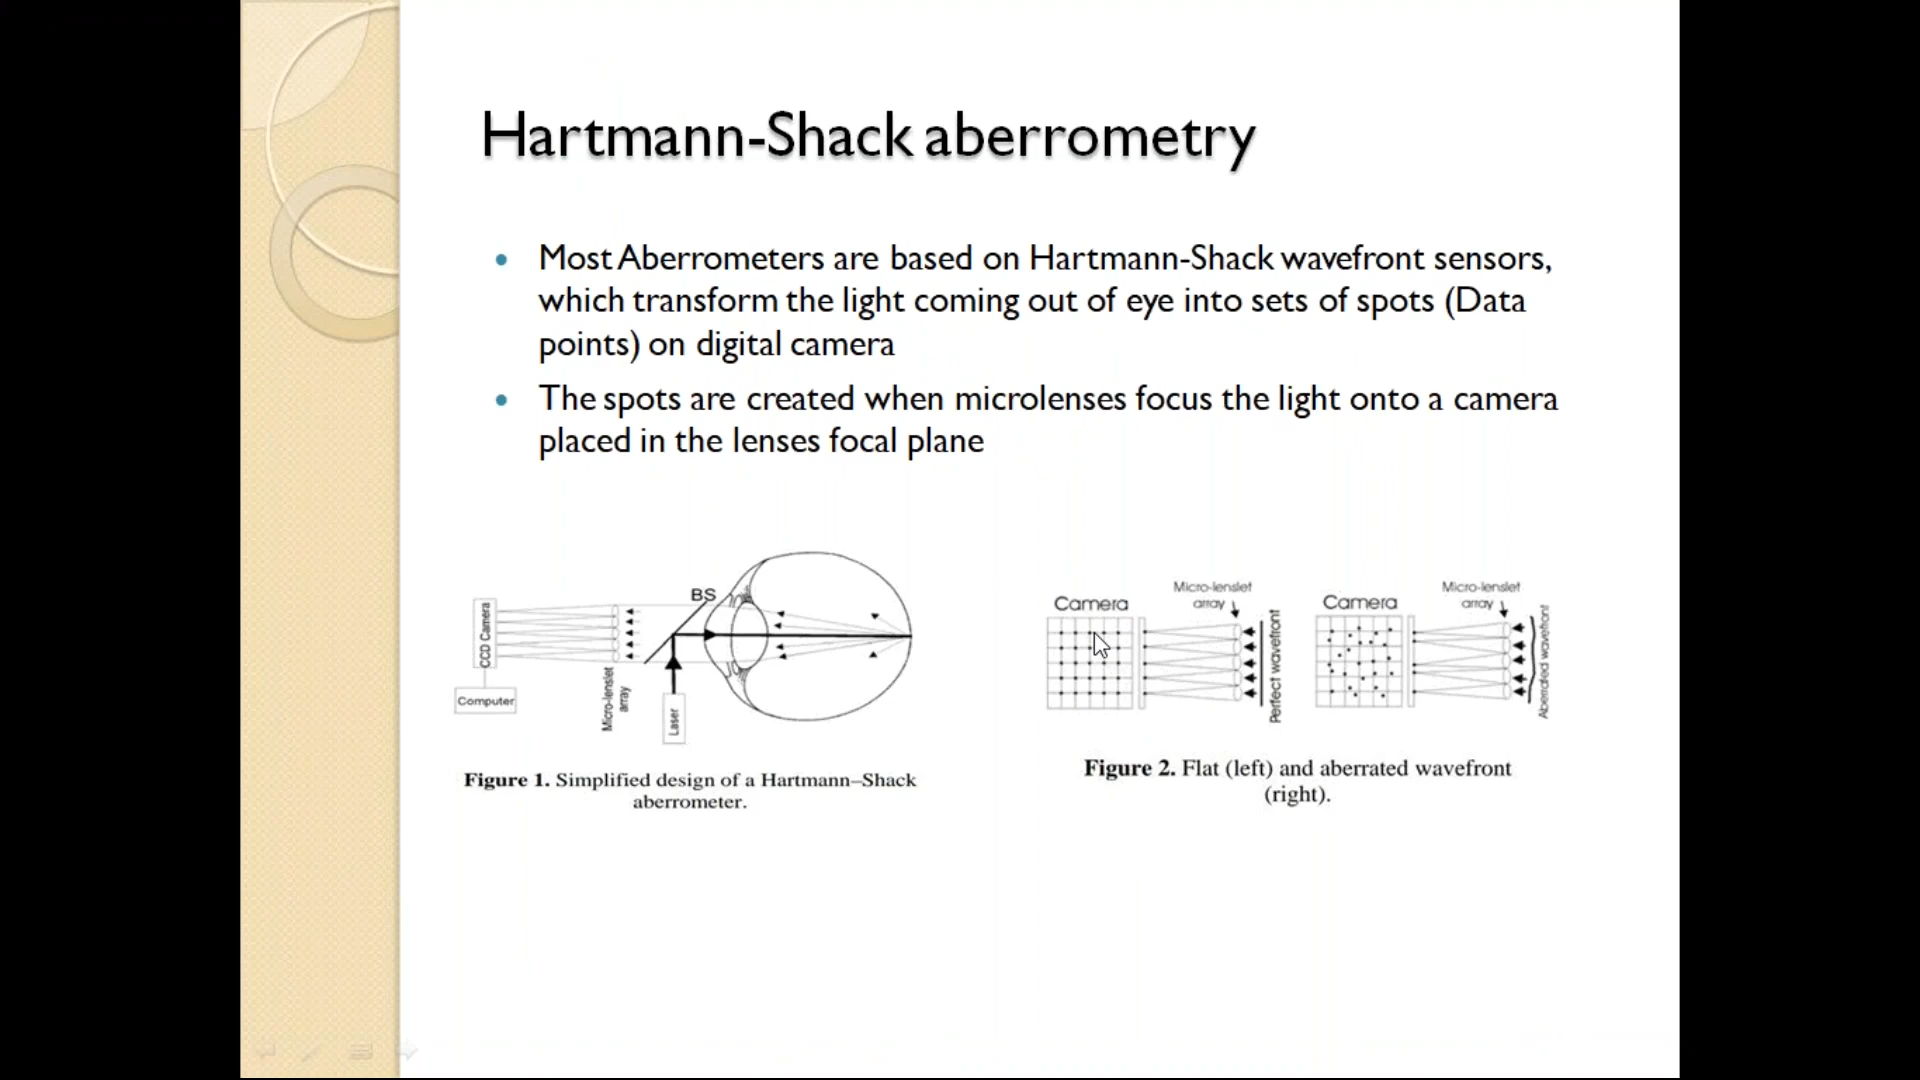 Hartmann-Shack aberrometry
Most Aberrometers are based on Hartmann-Shack wavefront sensors,
which transform the light coming out of eye into sets of spots (Data
points) on digital camera
The spots are created when microlenses focus the light onto a camera
placed in the lenses focal plane
BS
CCD Camera
Computer
Micro-lenslet
array
Laser
Figure 1. Simplified design of a Hartmann–Shack
aberrometer.
Camera
Micro-lenslet
array
Perfect wavefront
Camera
Micro-lenslet
array
Aberrated wavefront
Figure 2. Flat (left) and aberrated wavefront
(right).